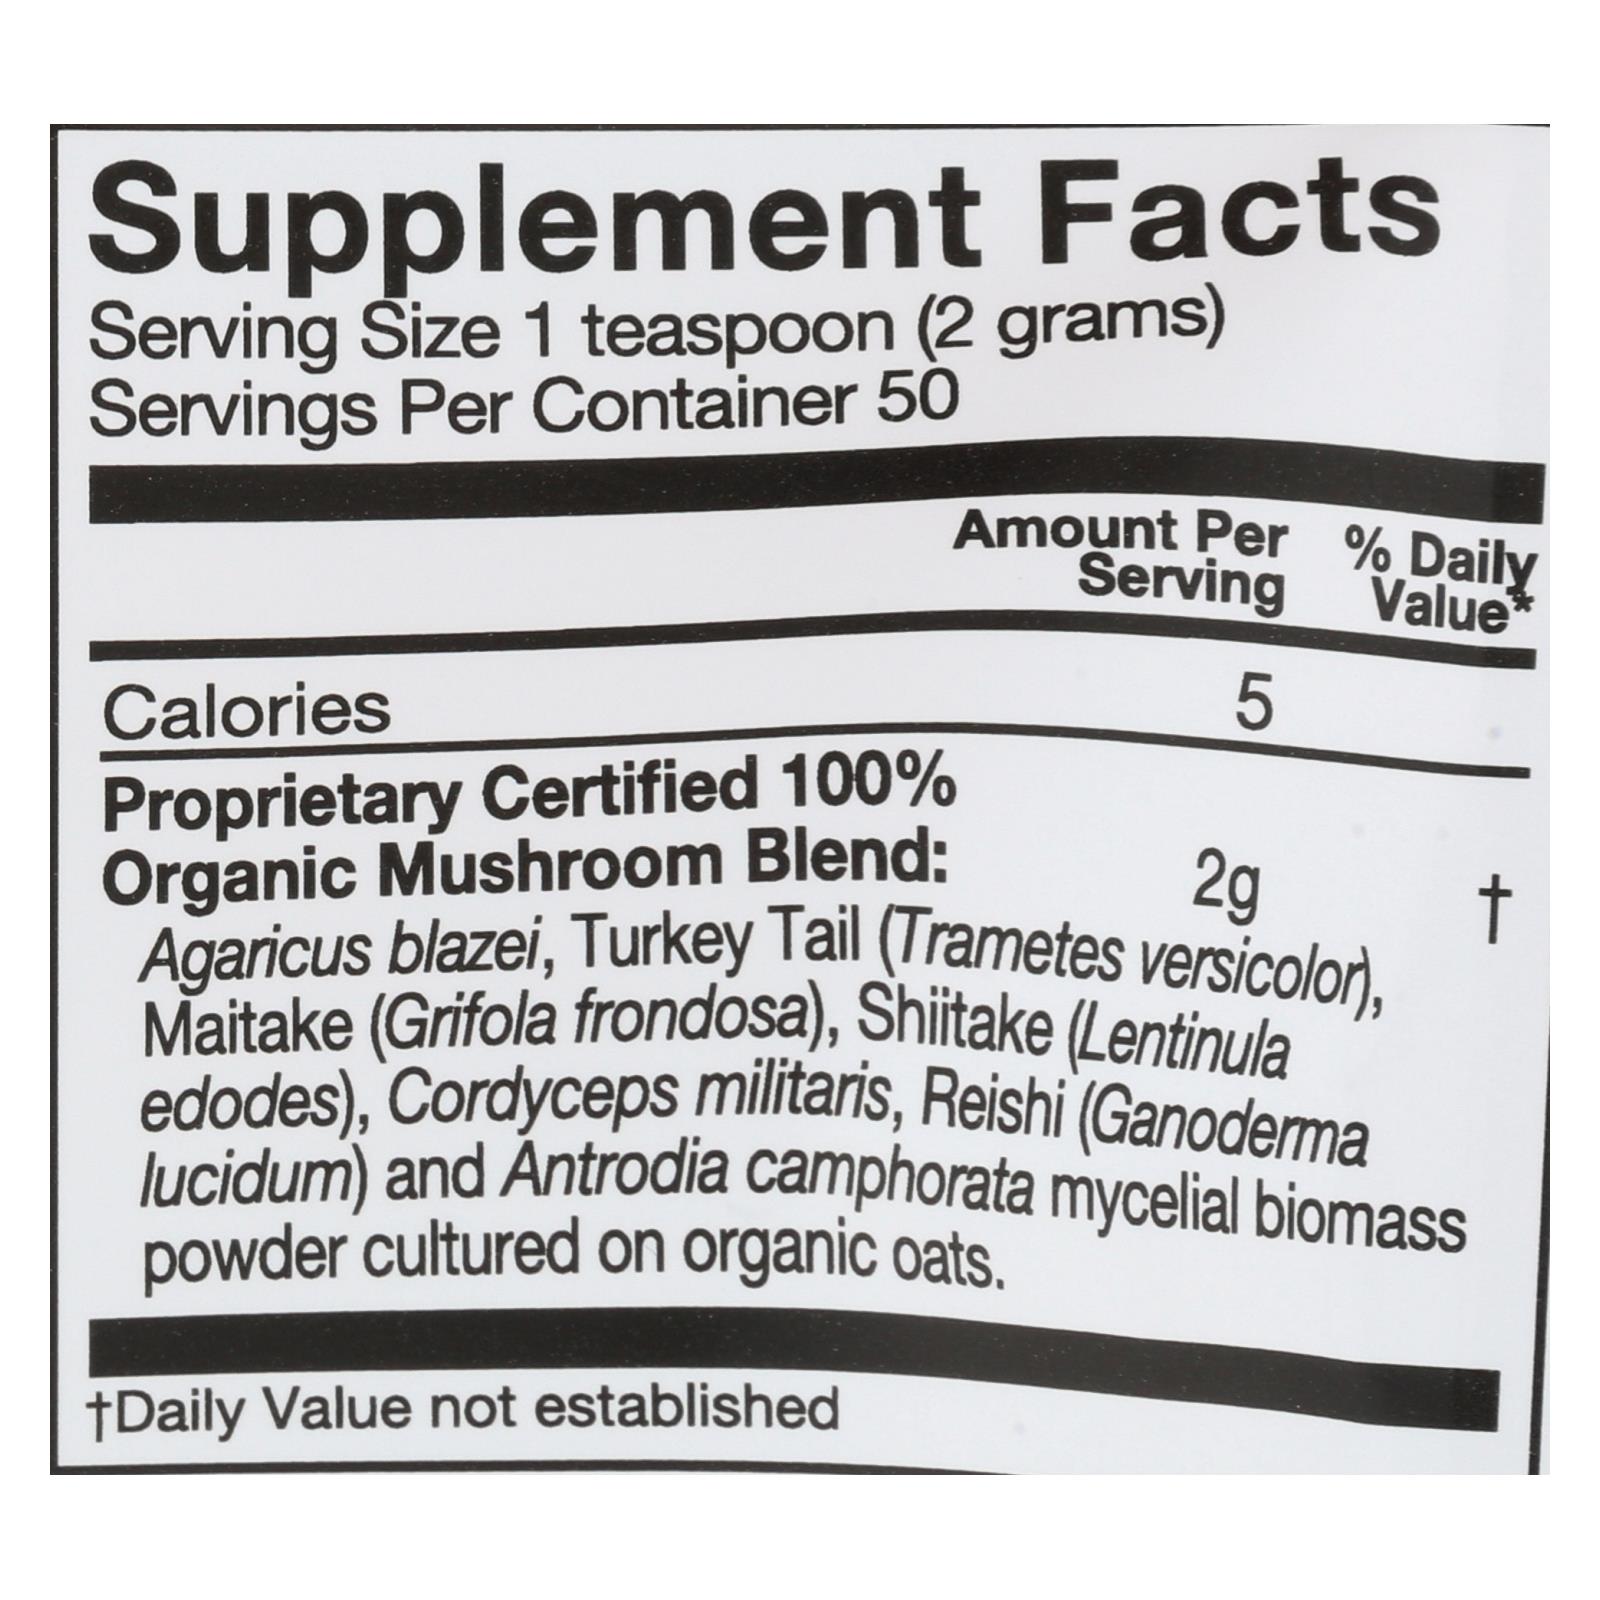 Supplement Facts
Serving Size 1 teaspoon (2 grams)
Servings Per Container 50
Amount Per Serving
% Daily Value*
Calories 5
Proprietary Certified 100%
Organic Mushroom Blend: 2g †
Agaricus blazei, Turkey Tail (Trametes versicolor),
Maitake (Grifola frondosa), Shiitake (Lentinula
edodes), Cordyceps militaris, Reishi (Ganoderma
lucidum) and Antrodia camphorata mycelial biomass
powder cultured on organic oats.
†Daily Value not established